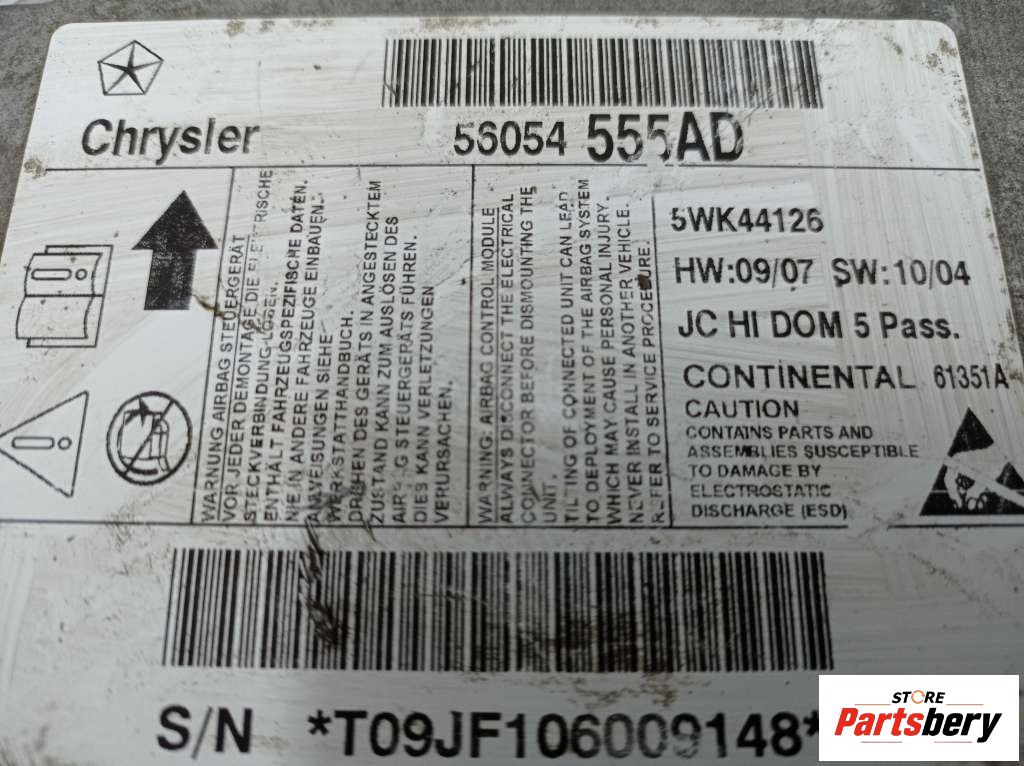 Chrysler
56054 555AD
WARNUNG AIRBAG STEUERGERÄT
VOR JEDER DEMONTAGE DIE ELEKTRISCHE
STECKVERBINDUNG LÖSEN.
ENTHÄLT FAHRZEUGSPEZIFISCHE DATEN.
NIE IN ANDERE FAHRZEUGE EINBAUEN.
ANWEISUNGEN SIEHE
WERKSTATTHANDBUCH.
DREHEN DES GERÄTS IN ANGESTECKTEM
ZUSTAND KANN ZUM AUSLÖSEN DES
AIRBAG STEUERGERÄTS FÜHREN.
DIES KANN VERLETZUNGEN
VERURSACHEN.
WARNING: AIRBAG CONTROL MODULE
ALWAYS DISCONNECT THE ELECTRICAL
CONNECTOR BEFORE DISMOUNTING THE
UNIT.
TILTING OF CONNECTED UNIT CAN LEAD
TO DEPLOYMENT OF THE AIRBAG SYSTEM
WHICH MAY CAUSE PERSONAL INJURY.
NEVER INSTALL IN ANOTHER VEHICLE.
REFER TO SERVICE PROCEDURE.
5WK44126
HW:09/07 SW:10/04
JC HI DOM 5 Pass.
CONTINENTAL 61351A
CAUTION
CONTAINS PARTS AND
ASSEMBLIES SUSCEPTIBLE
TO DAMAGE BY
ELECTROSTATIC
DISCHARGE (ESD)
S/N *T09JF106009148*
STORE
Partsbery